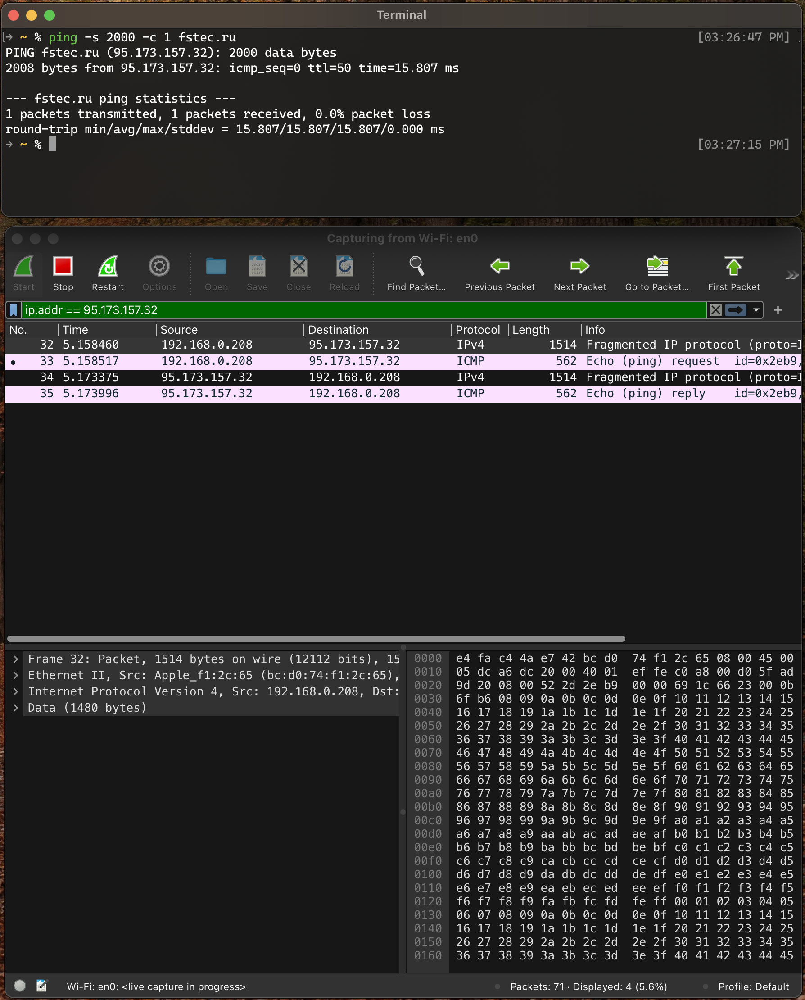 Terminal
→ ~ % ping -s 2000 -c 1 fstec.ru [03:26:47 PM]
PING fstec.ru (95.173.157.32): 2000 data bytes
2008 bytes from 95.173.157.32: icmp_seq=0 ttl=50 time=15.807 ms
--- fstec.ru ping statistics ---
1 packets transmitted, 1 packets received, 0.0% packet loss
round-trip min/avg/max/stddev = 15.807/15.807/15.807/0.000 ms
→ ~ % [03:27:15 PM]
Capturing from Wi-Fi: en0
Start Stop Restart Options Open Save Close Reload Find Packet... Previous Packet Next Packet Go to Packet... First Packet
ip.addr == 95.173.157.32
No. Time Source Destination Protocol Length Info
32 5.158460 192.168.0.208 95.173.157.32 IPv4 1514 Fragmented IP protocol (proto=I
33 5.158517 192.168.0.208 95.173.157.32 ICMP 562 Echo (ping) request id=0x2eb9,
34 5.173375 95.173.157.32 192.168.0.208 IPv4 1514 Fragmented IP protocol (proto=I
35 5.173996 95.173.157.32 192.168.0.208 ICMP 562 Echo (ping) reply id=0x2eb9,
Frame 32: Packet, 1514 bytes on wire (12112 bits), 15
Ethernet II, Src: Apple_f1:2c:65 (bc:d0:74:f1:2c:65),
Internet Protocol Version 4, Src: 192.168.0.208, Dst:
Data (1480 bytes)
0000 e4 fa c4 4a e7 42 bc d0 74 f1 2c 65 08 00 45 00
0010 05 dc a6 dc 20 00 40 01 ef fe c0 a8 00 d0 5f ad
0020 9d 20 08 00 52 2d 2e b9 00 00 69 1c 66 23 00 0b
0030 6f b6 08 09 0a 0b 0c 0d 0e 0f 10 11 12 13 14 15
0040 16 17 18 19 1a 1b 1c 1d 1e 1f 20 21 22 23 24 25
0050 26 27 28 29 2a 2b 2c 2d 2e 2f 30 31 32 33 34 35
0060 36 37 38 39 3a 3b 3c 3d 3e 3f 40 41 42 43 44 45
0070 46 47 48 49 4a 4b 4c 4d 4e 4f 50 51 52 53 54 55
0080 56 57 58 59 5a 5b 5c 5d 5e 5f 60 61 62 63 64 65
0090 66 67 68 69 6a 6b 6c 6d 6e 6f 70 71 72 73 74 75
00a0 76 77 78 79 7a 7b 7c 7d 7e 7f 80 81 82 83 84 85
00b0 86 87 88 89 8a 8b 8c 8d 8e 8f 90 91 92 93 94 95
00c0 96 97 98 99 9a 9b 9c 9d 9e 9f a0 a1 a2 a3 a4 a5
00d0 a6 a7 a8 a9 aa ab ac ad ae af b0 b1 b2 b3 b4 b5
00e0 b6 b7 b8 b9 ba bb bc bd be bf c0 c1 c2 c3 c4 c5
00f0 c6 c7 c8 c9 ca cb cc cd ce cf d0 d1 d2 d3 d4 d5
0100 d6 d7 d8 d9 da db dc dd de df e0 e1 e2 e3 e4 e5
0110 e6 e7 e8 e9 ea eb ec ed ee ef f0 f1 f2 f3 f4 f5
0120 f6 f7 f8 f9 fa fb fc fd fe ff 00 01 02 03 04 05
0130 06 07 08 09 0a 0b 0c 0d 0e 0f 10 11 12 13 14 15
0140 16 17 18 19 1a 1b 1c 1d 1e 1f 20 21 22 23 24 25
0150 26 27 28 29 2a 2b 2c 2d 2e 2f 30 31 32 33 34 35
0160 36 37 38 39 3a 3b 3c 3d 3e 3f 40 41 42 43 44 45
Wi-Fi: en0: <live capture in progress> Packets: 71 · Displayed: 4 (5.6%) Profile: Default